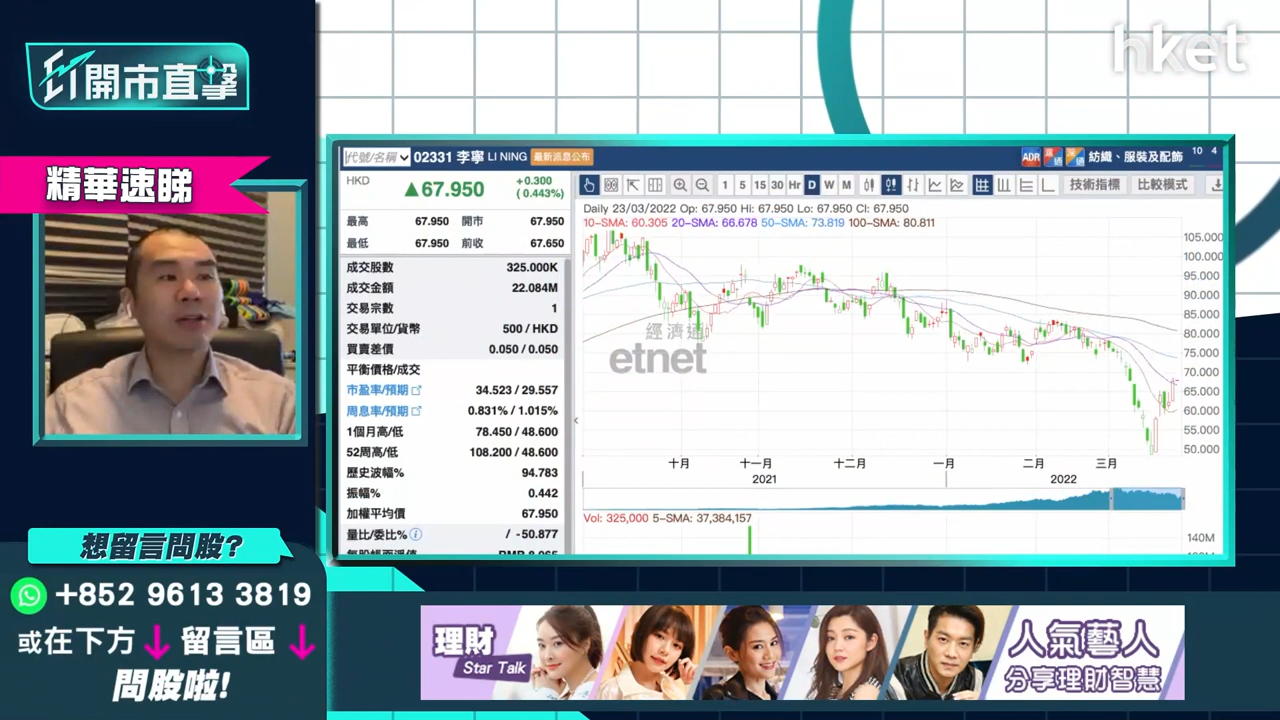 hket
ET開市直擊
精華速睇
代號/名稱 02331 李寧 LI NING 最新派息公布
ADR
紡織、服裝及配飾
10 4
HKD
▲67.950
+0.300
( 0.443%)
最高 67.950 開市 67.950
最低 67.950 前收 67.650
成交股數 325.000K
成交金額 22.084M
交易宗數 1
交易單位/貨幣 500 / HKD
買賣差價 0.050 / 0.050
平衡價格/成交
市盈率/預期 34.523 / 29.557
周息率/預期 0.831% / 1.015%
1個月高/低 78.450 / 48.600
52周高/低 108.200 / 48.600
歷史波幅% 94.783
振幅% 0.442
加權平均價 67.950
量比/委比% / -50.877
1 5 15 30 Hr D W M
技術指標 比較模式
Daily 23/03/2022 Op: 67.950 Hi: 67.950 Lo: 67.950 Cl: 67.950
10-SMA: 60.305 20-SMA: 66.678 50-SMA: 73.819 100-SMA: 80.811
105.000
100.000
95.000
90.000
85.000
80.000
75.000
70.000
65.000
60.000
55.000
50.000
經濟通
etnet
十月 十一月 十二月 一月 二月 三月
2021 2022
Vol: 325,000 5-SMA: 37,384,157
140M
想留言問股?
+852 9613 3819
或在下方↓留言區↓
問股啦!
理財
Star Talk
人氣藝人
分享理財智慧